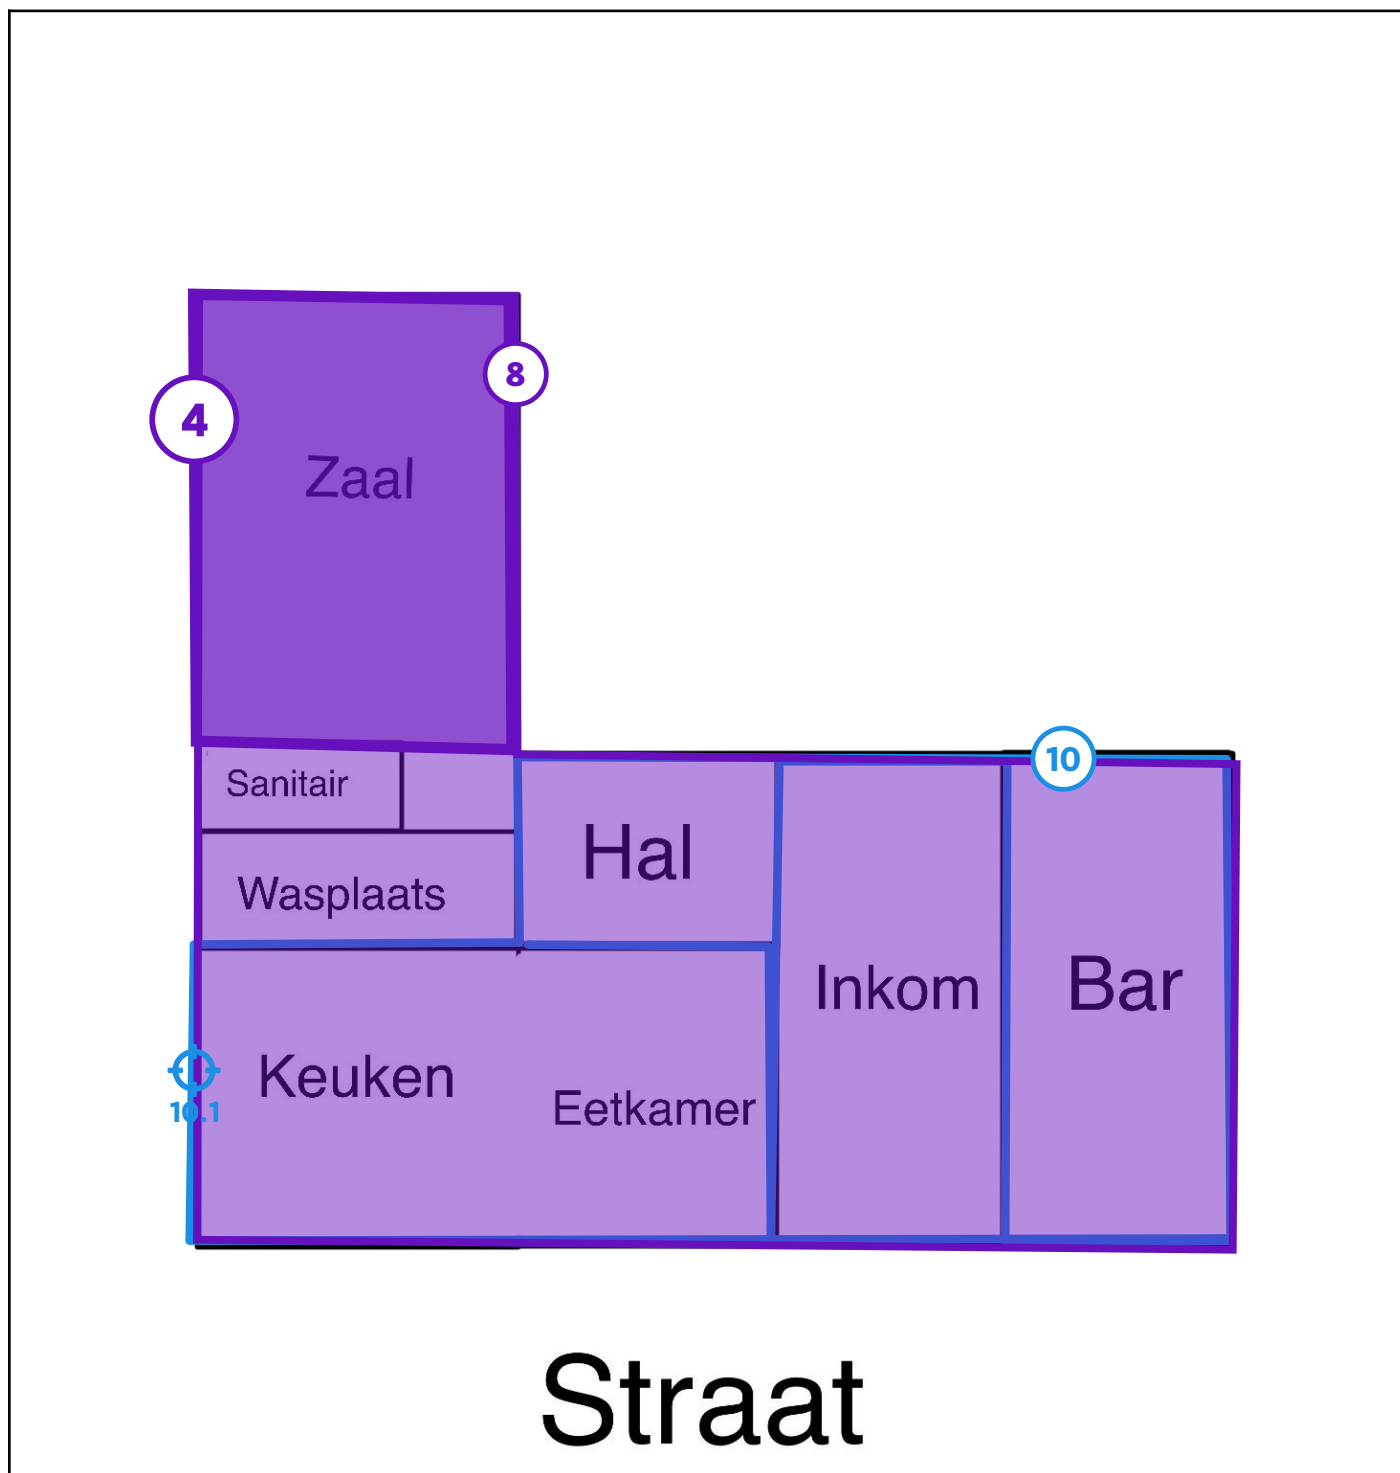 8
4
Zaal
10
Sanitair
Hal
Wasplaats
Inkom
Bar
Keuken
Eetkamer
10.1
Straat